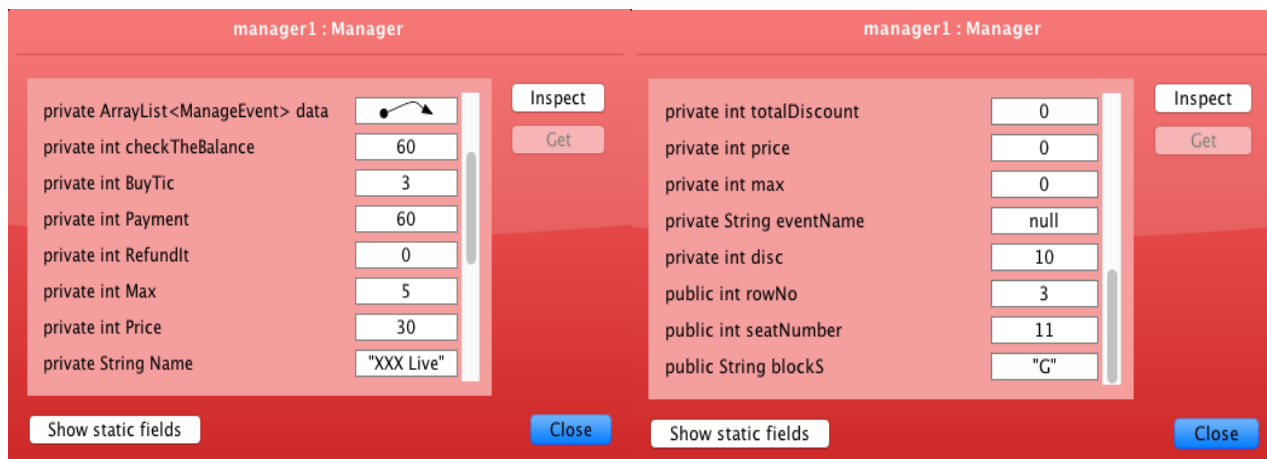 manager1 : Manager
private ArrayList<ManageEvent> data
Inspect
private int checkTheBalance 60
Get
private int BuyTic 3
private int Payment 60
private int RefundIt 0
private int Max 5
private int Price 30
private String Name "XXX Live"
Show static fields
Close
manager1 : Manager
private int totalDiscount 0
Inspect
private int price 0
Get
private int max 0
private String eventName null
private int disc 10
public int rowNo 3
public int seatNumber 11
public String blockS "G"
Show static fields
Close